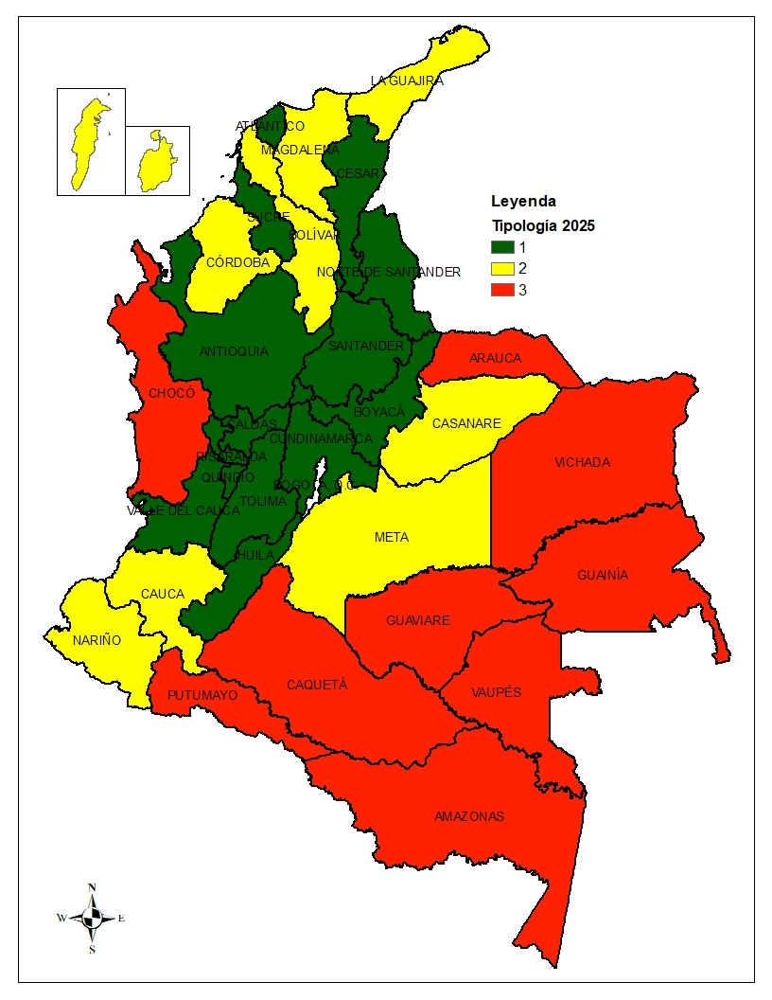 LA GUAJIRA
ATLÁNTICO
MAGDALENA
CESAR
Leyenda
SUCRE
Tipología 2025
BOLÍVAR
1
CÓRDOBA
2
NORTE DE SANTANDER
3
SANTANDER
ANTIOQUIA
ARAUCA
CHOCÓ
BOYACÁ
CALDAS
CASANARE
CUNDINAMARCA
RISARALDA
VICHADA
QUINDIO
BOGOTÁ, D.C.
TOLIMA
VALLE DEL CAUCA
META
HUILA
GUAINÍA
CAUCA
GUAVIARE
NARIÑO
CAQUETÁ
VAUPÉS
PUTUMAYO
AMAZONAS
N
W
E
S